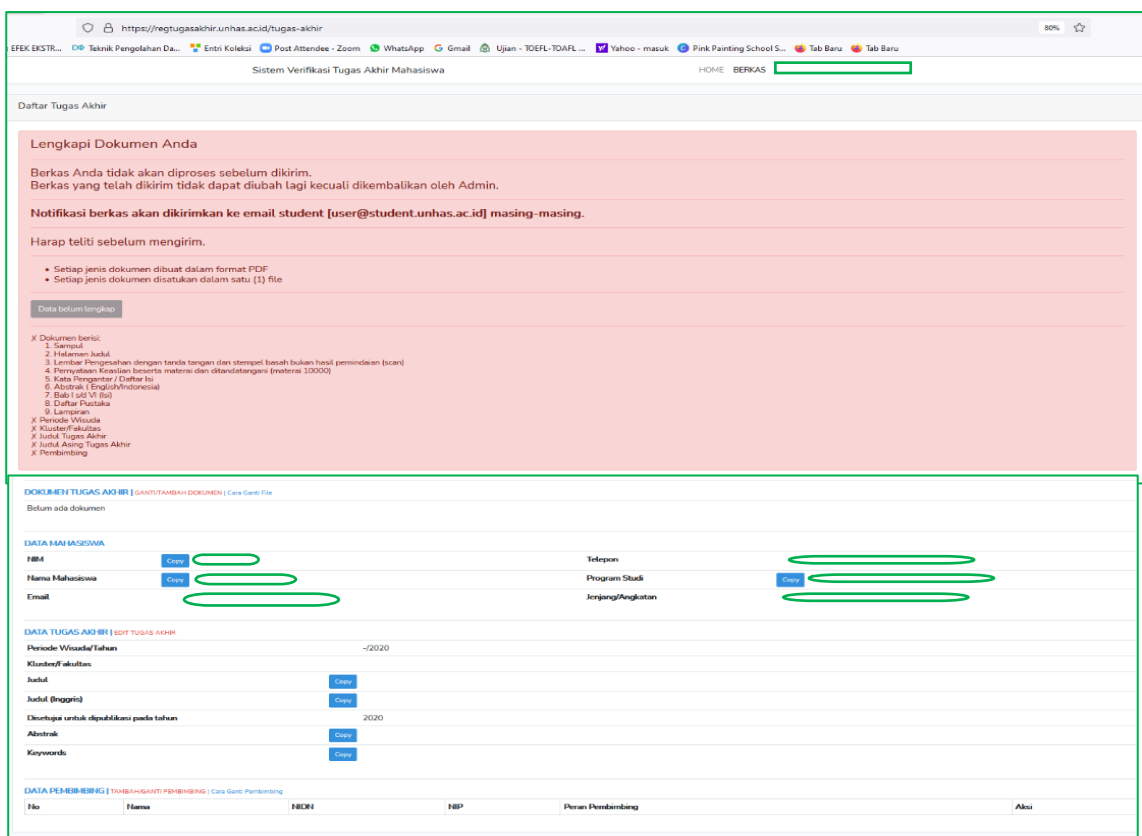 https://regtugasakhir.unhas.ac.id/tugas-akhir 80%
EFEK EKSTR... Teknik Pengolahan Da... Entri Koleksi Post Attendee - Zoom WhatsApp Gmail Ujian - TOEFL-TOAFL ... Yahoo - masuk Pink Painting School S... Tab Baru Tab Baru
Sistem Verifikasi Tugas Akhir Mahasiswa HOME BERKAS
Daftar Tugas Akhir
Lengkapi Dokumen Anda
Berkas Anda tidak akan diproses sebelum dikirim.
Berkas yang telah dikirim tidak dapat diubah lagi kecuali dikembalikan oleh Admin.
Notifikasi berkas akan dikirimkan ke email student [user@student.unhas.ac.id] masing-masing.
Harap teliti sebelum mengirim.
• Setiap jenis dokumen dibuat dalam format PDF
• Setiap jenis dokumen disatukan dalam satu (1) file
Data belum lengkap
✗ Dokumen berisi:
1. Sampul
2. Halaman Judul
3. Lembar Pengesahan dengan tanda tangan dan stempel basah bukan hasil pemindaian (scan)
4. Pernyataan Keaslian beserta materai dan ditandatangani (materai 10000)
5. Kata Pengantar / Daftar Isi
6. Abstrak ( English/Indonesia)
7. Bab I s/d VI (Isi)
8. Daftar Pustaka
9. Lampiran
✗ Periode Wisuda
✗ Kluster/Fakultas
✗ Judul Tugas Akhir
✗ Judul Asing Tugas Akhir
✗ Pembimbing
DOKUMEN TUGAS AKHIR | GANTI/TAMBAH DOKUMEN | Cara Ganti File
Belum ada dokumen
DATA MAHASISWA
NIM Copy Telepon
Nama Mahasiswa Copy Program Studi Copy
Email Jenjang/Angkatan
DATA TUGAS AKHIR | EDIT TUGAS AKHIR
Periode Wisuda/Tahun -/2020
Kluster/Fakultas
Judul Copy
Judul (Inggris) Copy
Disetujui untuk dipublikasi pada tahun 2020
Abstrak Copy
Keywords Copy
DATA PEMBIMBING | TAMBAH/GANTI PEMBIMBING | Cara Ganti Pembimbing
No Nama NIDN NIP Peran Pembimbing Aksi